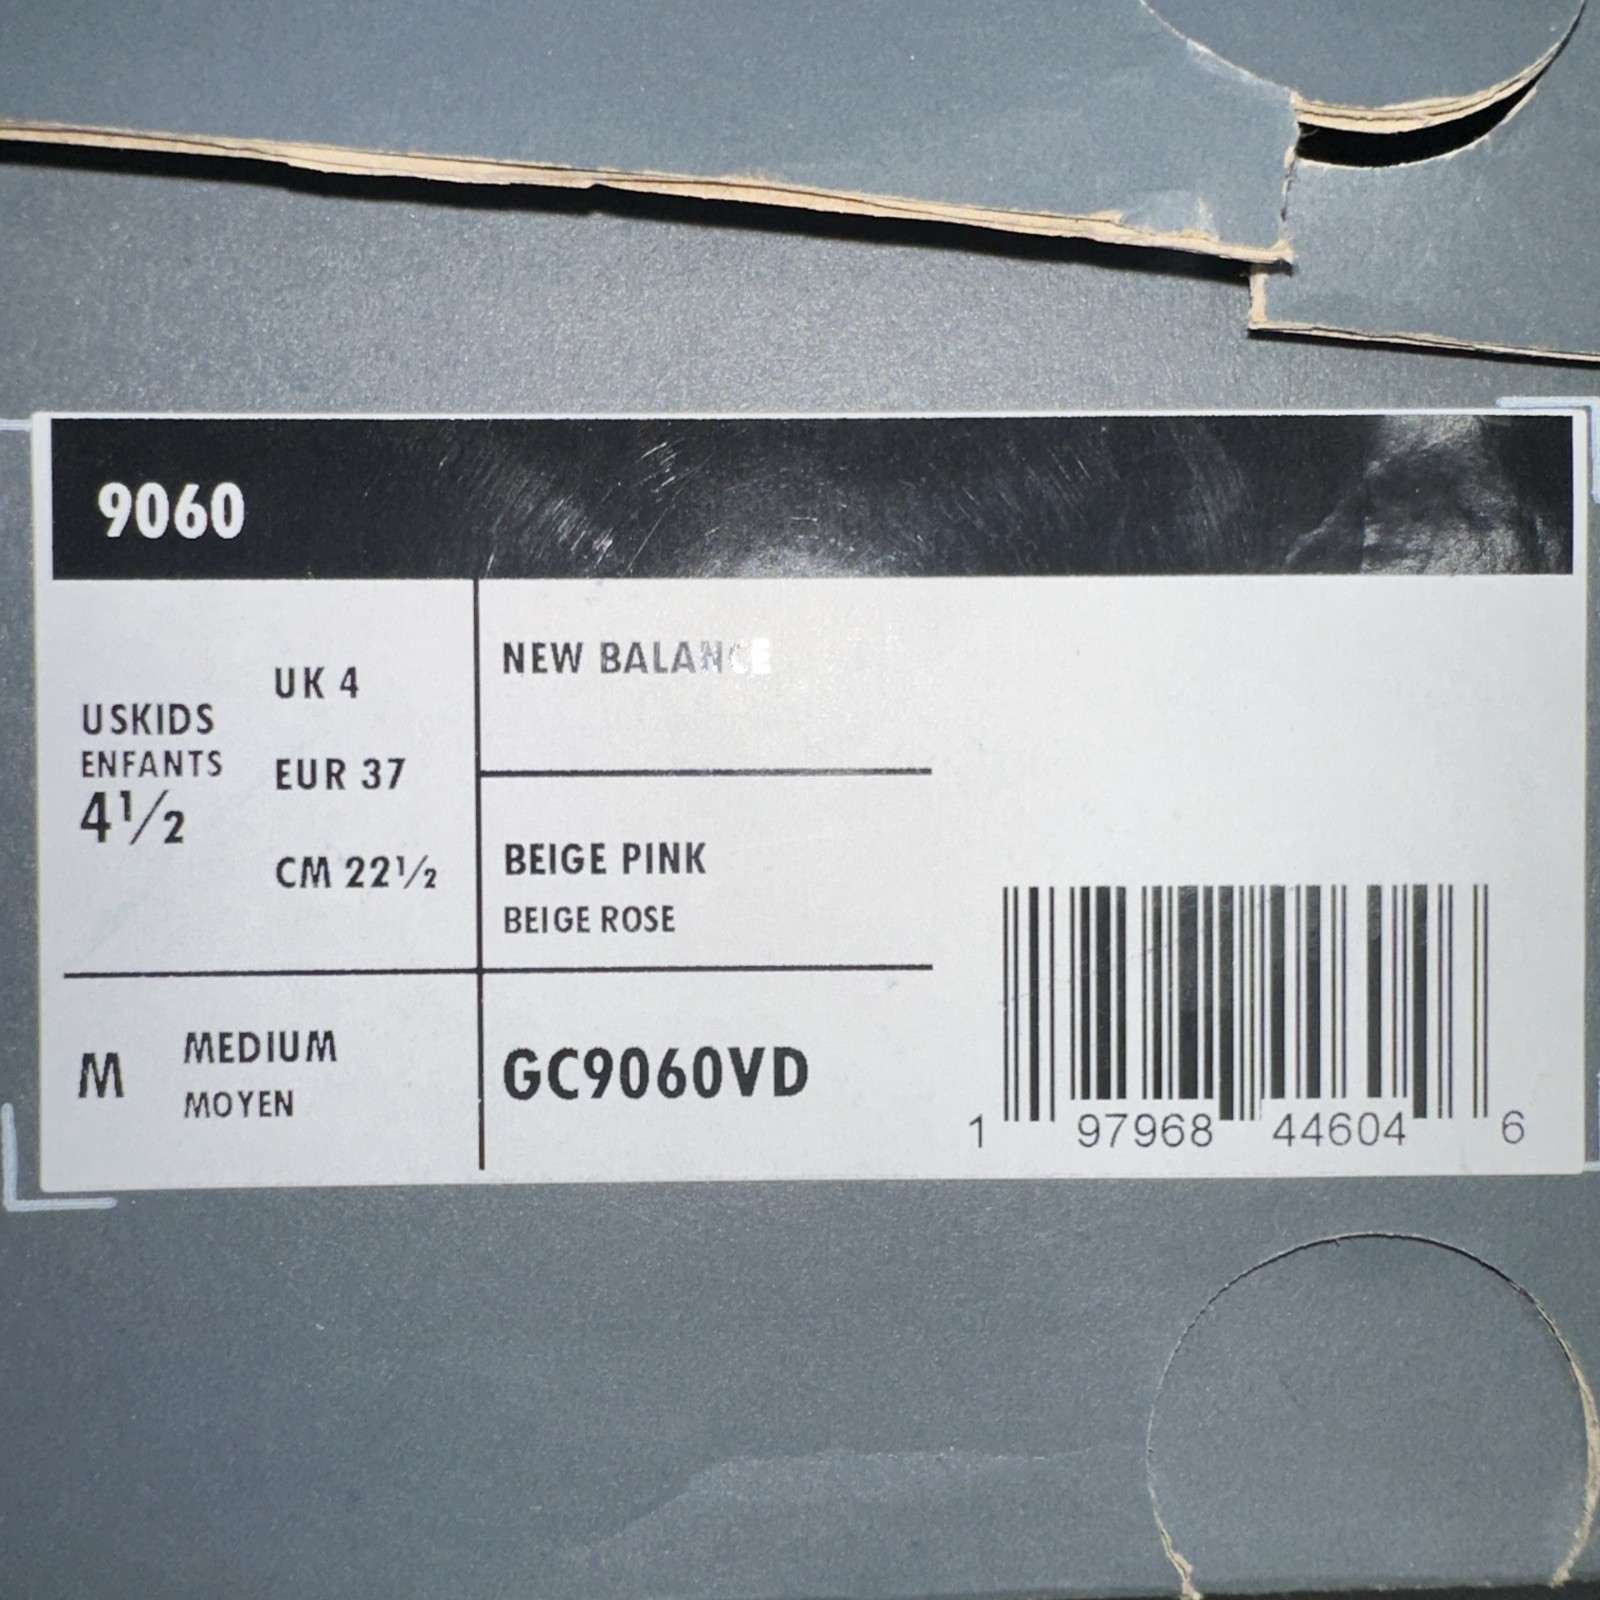 9060
USKIDS
ENFANTS
4½
UK 4
EUR 37
CM 22½
NEW BALANCE
BEIGE PINK
BEIGE ROSE
M
MEDIUM
MOYEN
GC9060VD
1 97968 44604 6